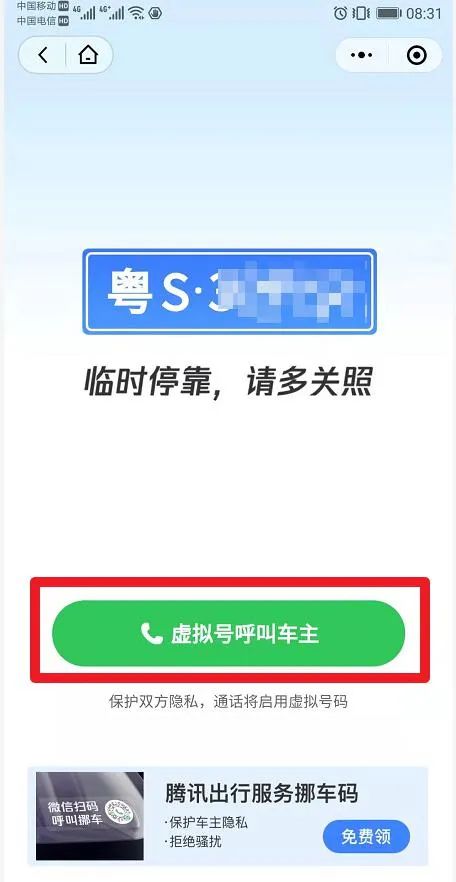 中国移动 HD 4G 4G+ 08:31
中国电信 HD
粤S·3
临时停靠，请多关照
虚拟号呼叫车主
保护双方隐私，通话将启用虚拟号码
微信扫码
呼叫挪车
腾讯出行服务挪车码
·保护车主隐私
·拒绝骚扰
免费领